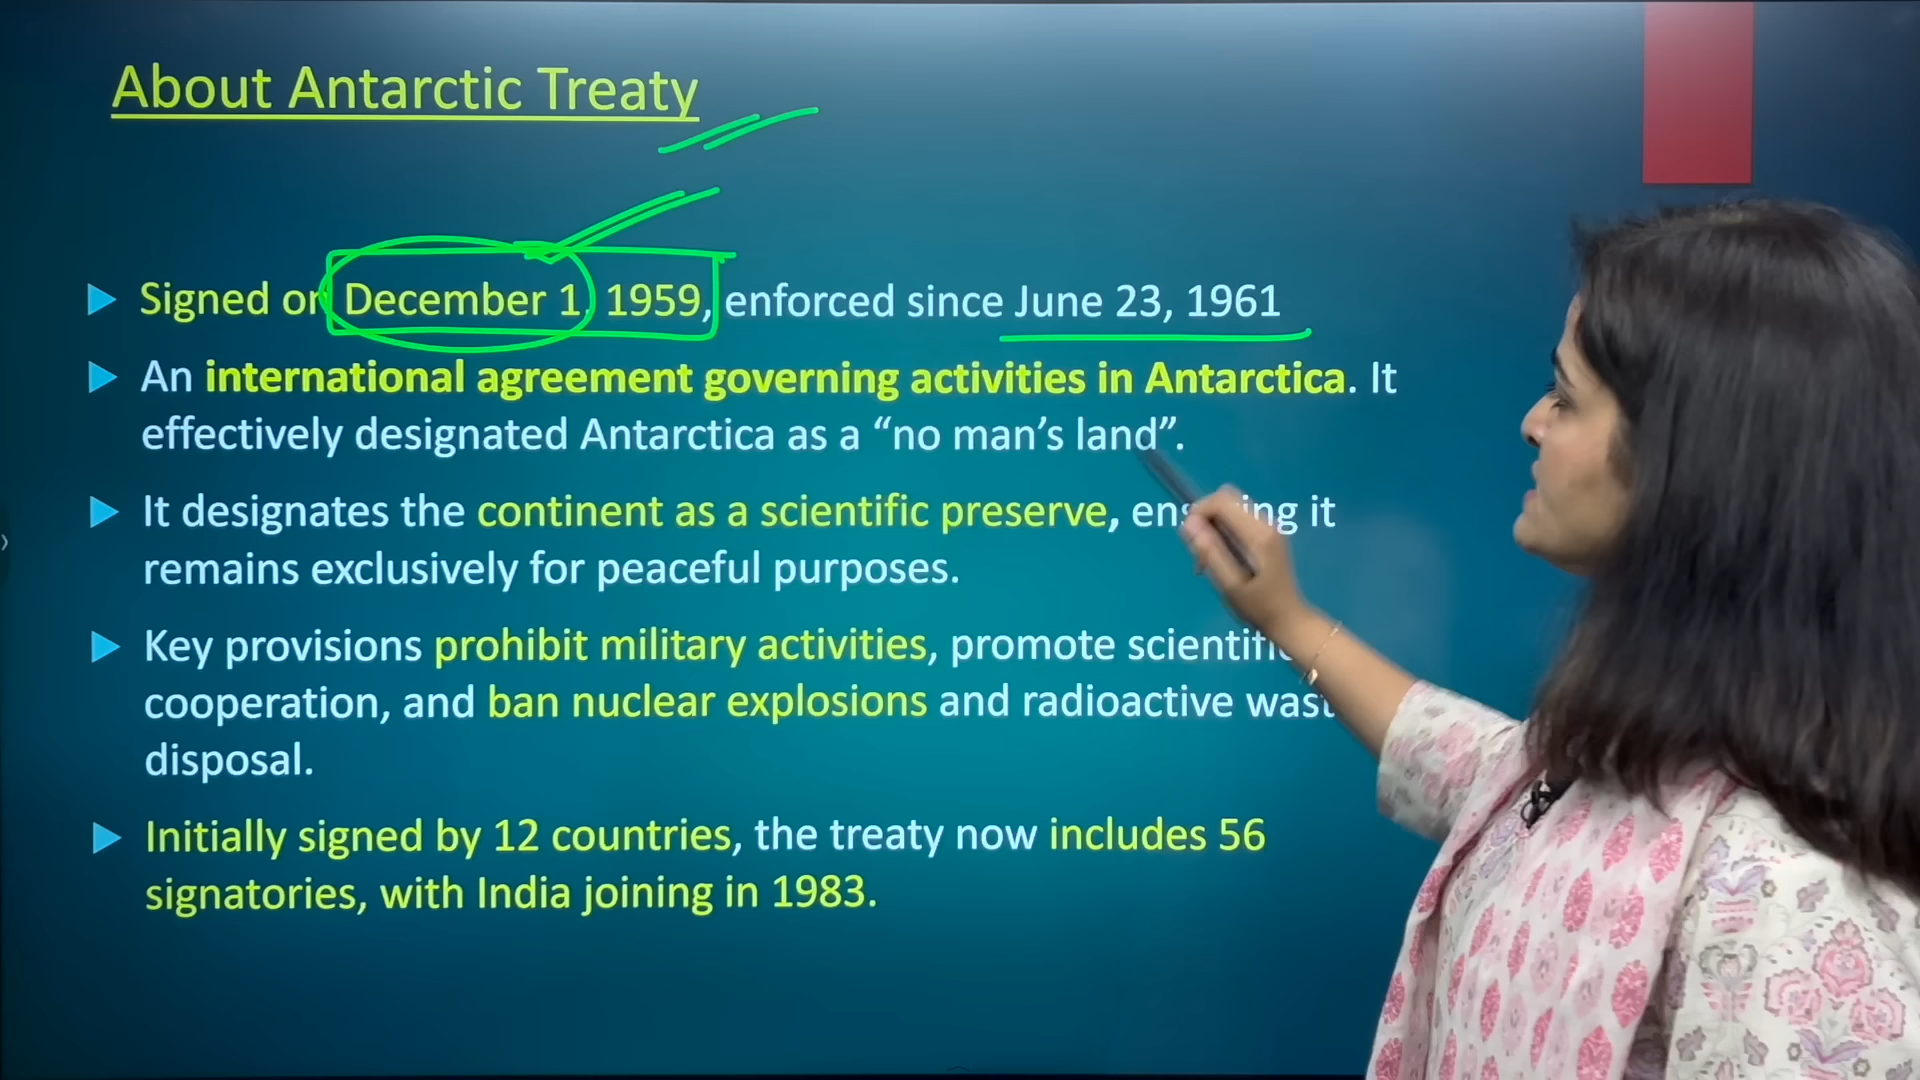 About Antarctic Treaty
Signed on December 1, 1959, enforced since June 23, 1961
An international agreement governing activities in Antarctica. It
effectively designated Antarctica as a “no man’s land”.
It designates the continent as a scientific preserve, it
remains exclusively for peaceful purposes.
Key provisions prohibit military activities, promote scientific
cooperation, and ban nuclear explosions and radioactive waste
disposal.
Initially signed by 12 countries, the treaty now includes 56
signatories, with India joining in 1983.